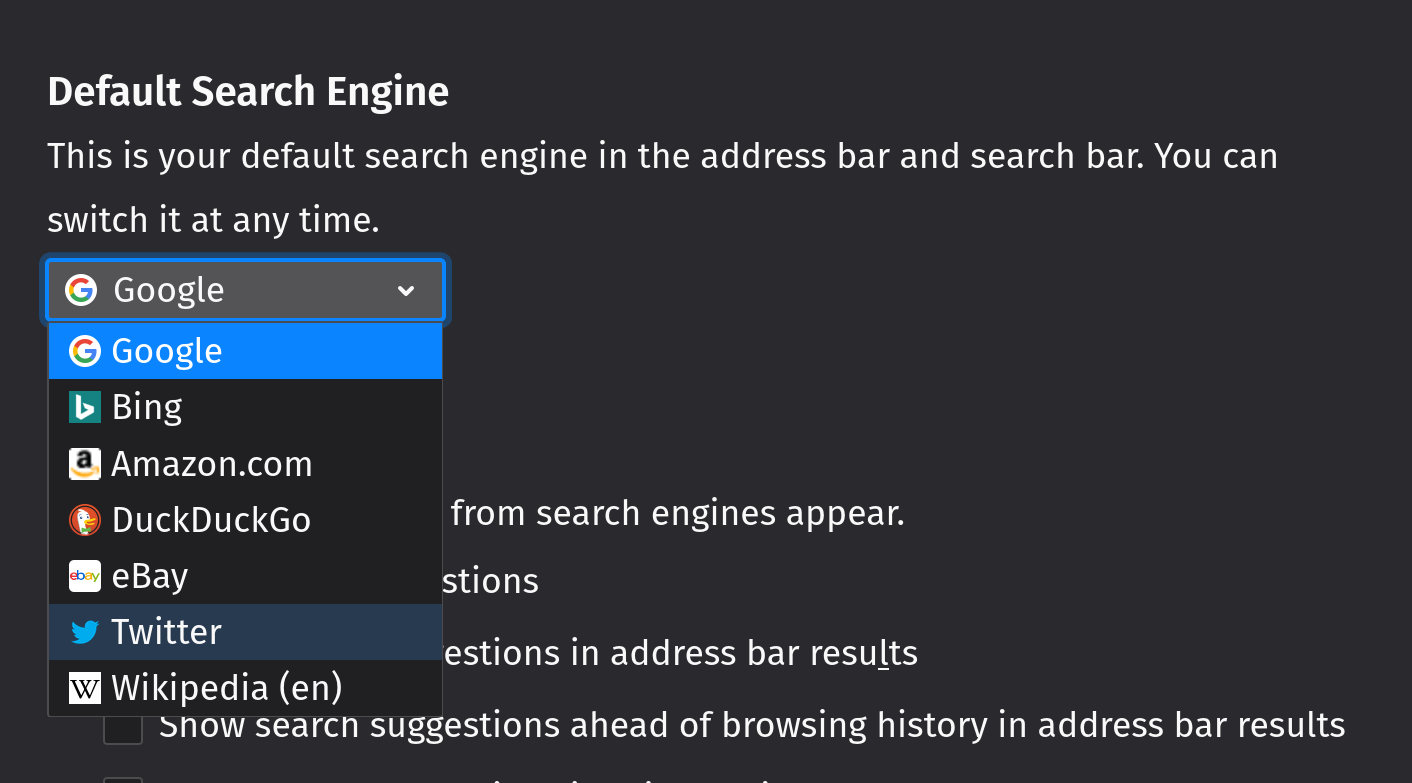 Default Search Engine
This is your default search engine in the address bar and search bar. You can
switch it at any time.
Google
Google
Bing
Amazon.com
DuckDuckGo
eBay
Twitter
Wikipedia (en)
from search engines appear.
stions
estions in address bar results
Show search suggestions ahead of browsing history in address bar results